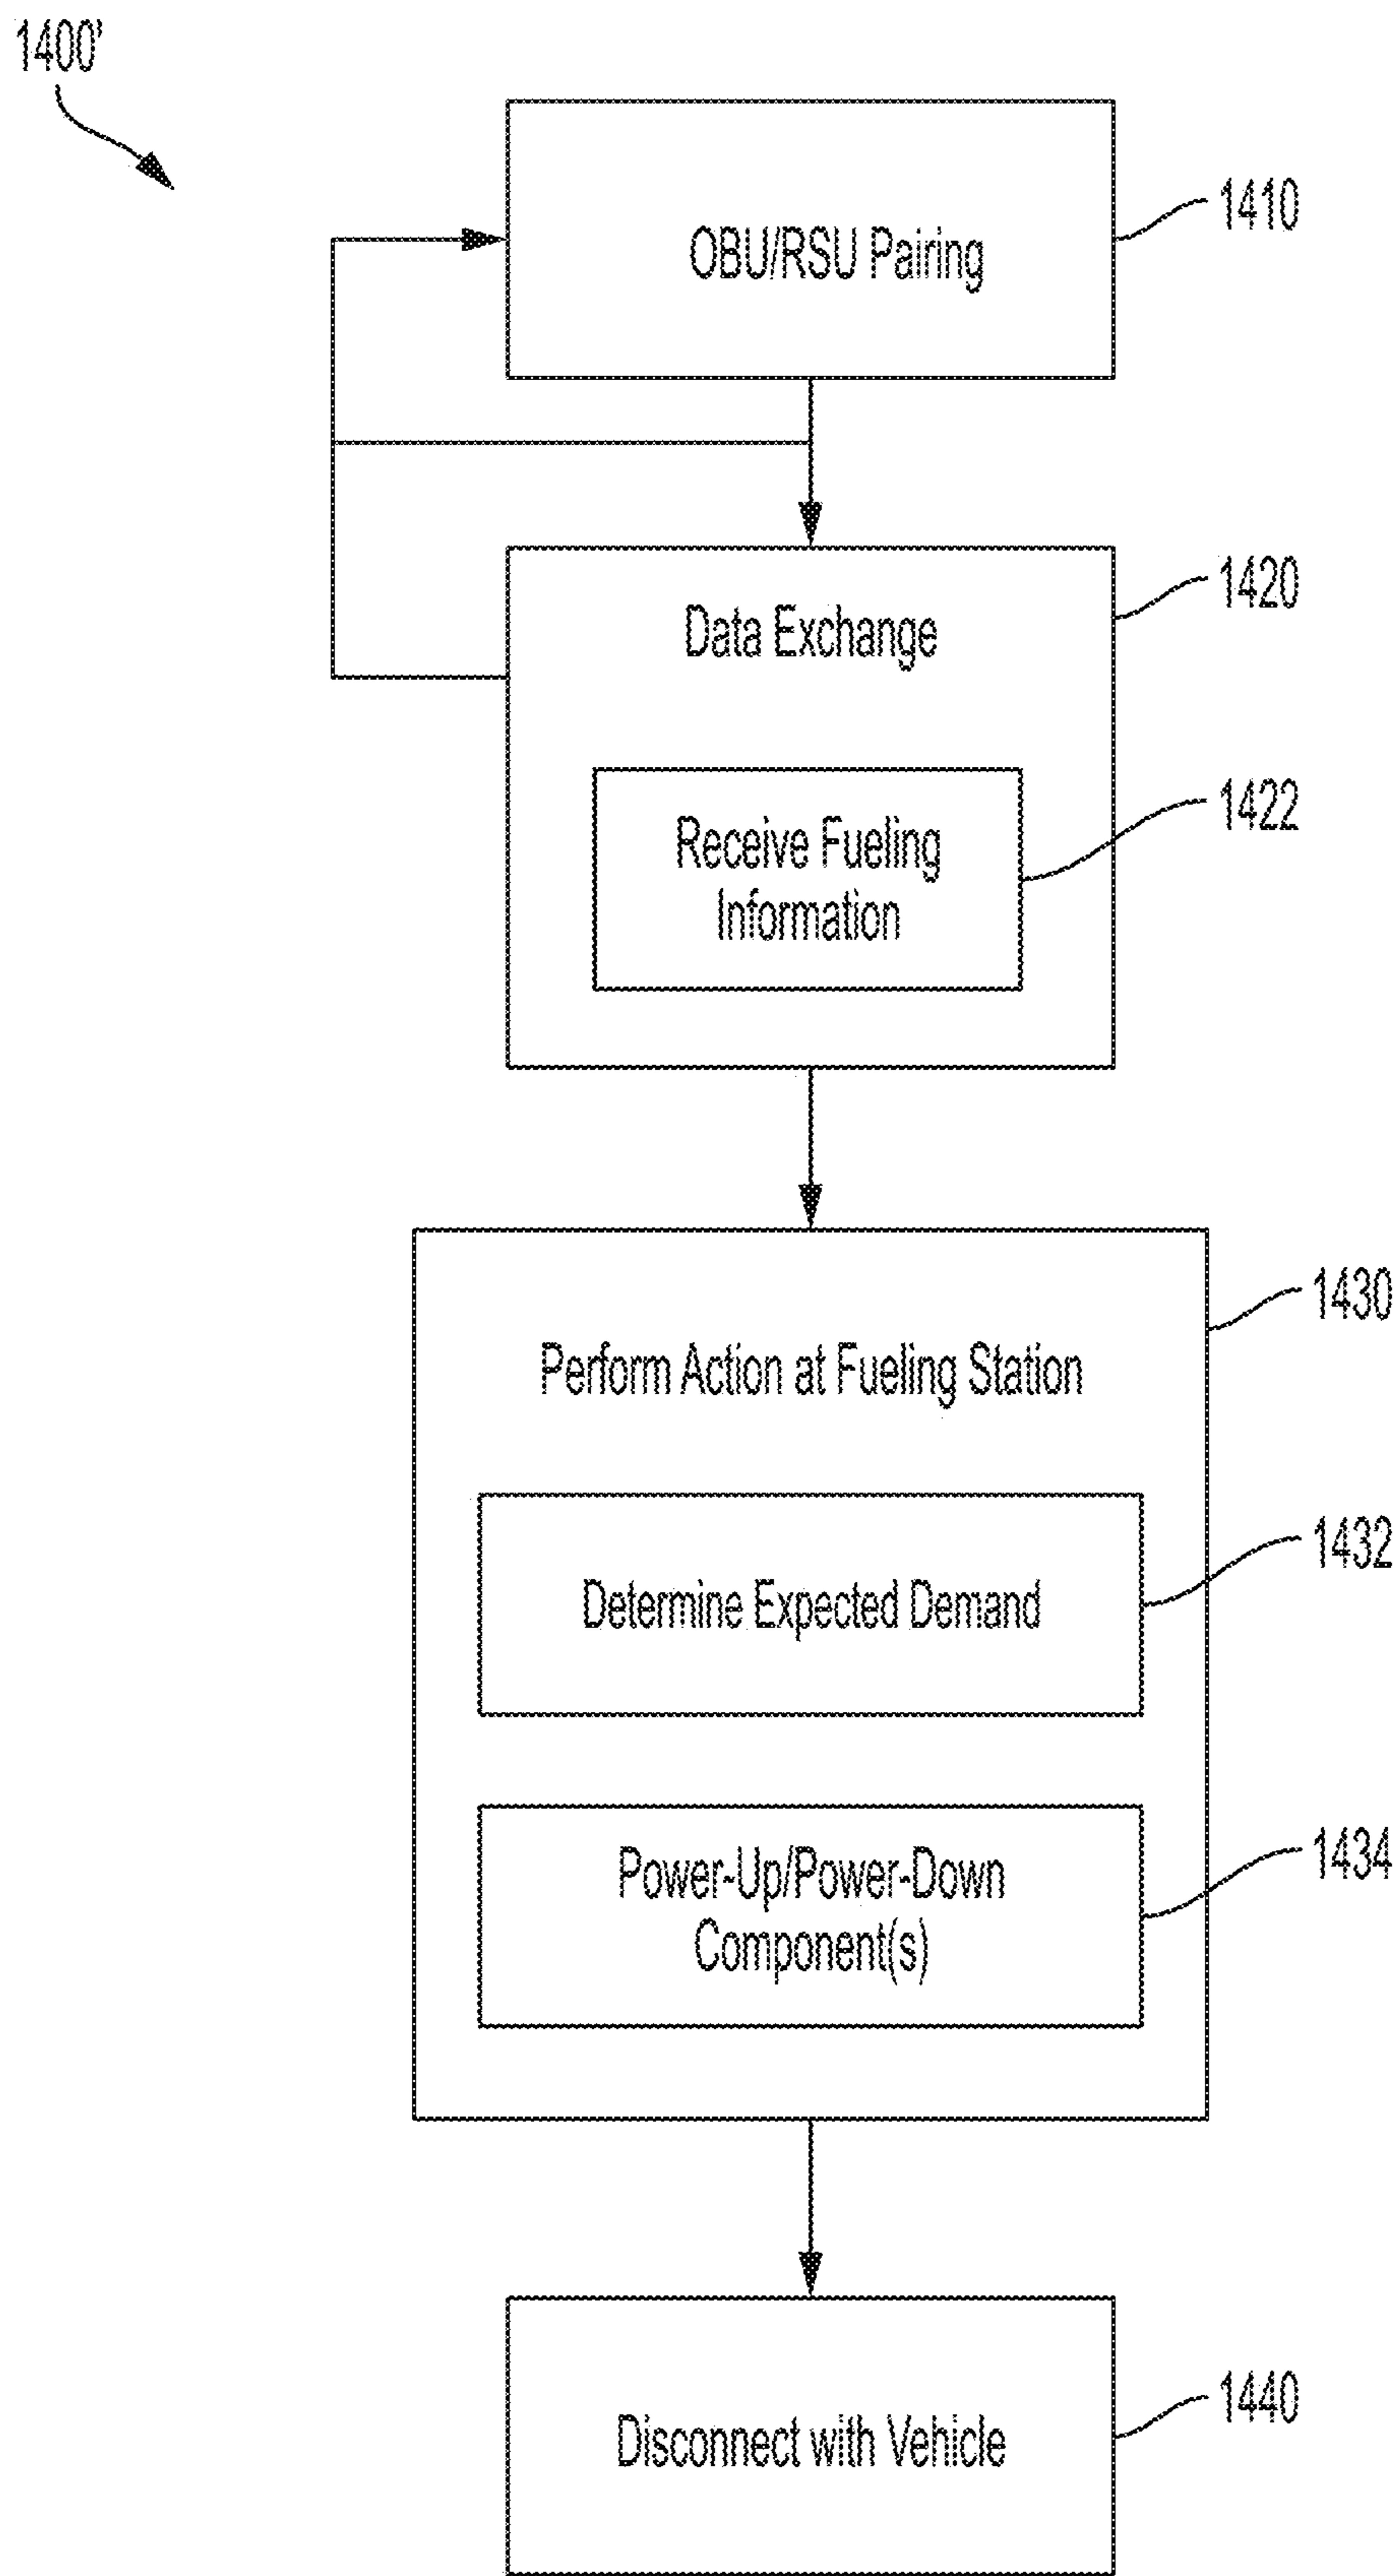 1400'
OBU/RSU Pairing
1410
Data Exchange
1420
Receive Fueling
Information
1422
Perform Action at Fueling Station
1430
Determine Expected Demand
1432
Power-Up/Power-Down
Component(s)
1434
Disconnect with Vehicle
1440